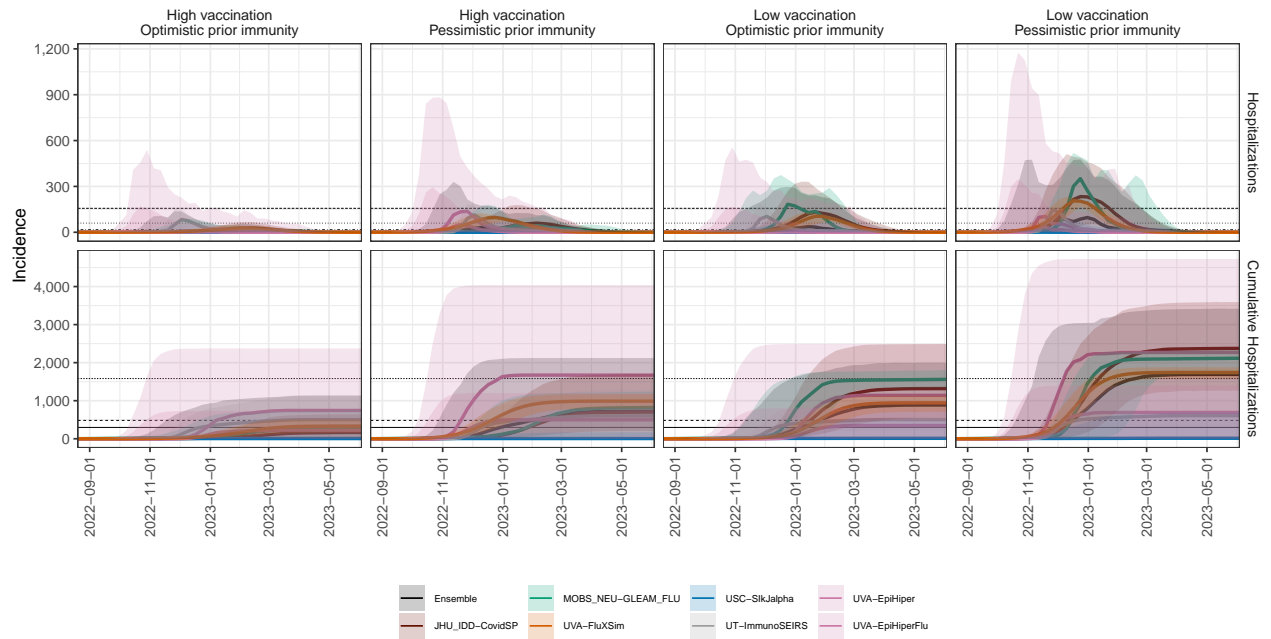 High vaccination
Optimistic prior immunity
High vaccination
Pessimistic prior immunity
Low vaccination
Optimistic prior immunity
Low vaccination
Pessimistic prior immunity
1,200
900
600
300
0
Hospitalizations
Incidence
4,000
3,000
2,000
1,000
0
Cumulative Hospitalizations
2022−09−01
2022−11−01
2023−01−01
2023−03−01
2023−05−01
2022−09−01
2022−11−01
2023−01−01
2023−03−01
2023−05−01
2022−09−01
2022−11−01
2023−01−01
2023−03−01
2023−05−01
2022−09−01
2022−11−01
2023−01−01
2023−03−01
2023−05−01
Ensemble
MOBS_NEU−GLEAM_FLU
USC−SIkJalpha
UVA−EpiHiper
JHU_IDD−CovidSP
UVA−FluXSim
UT−ImmunoSEIRS
UVA−EpiHiperFlu